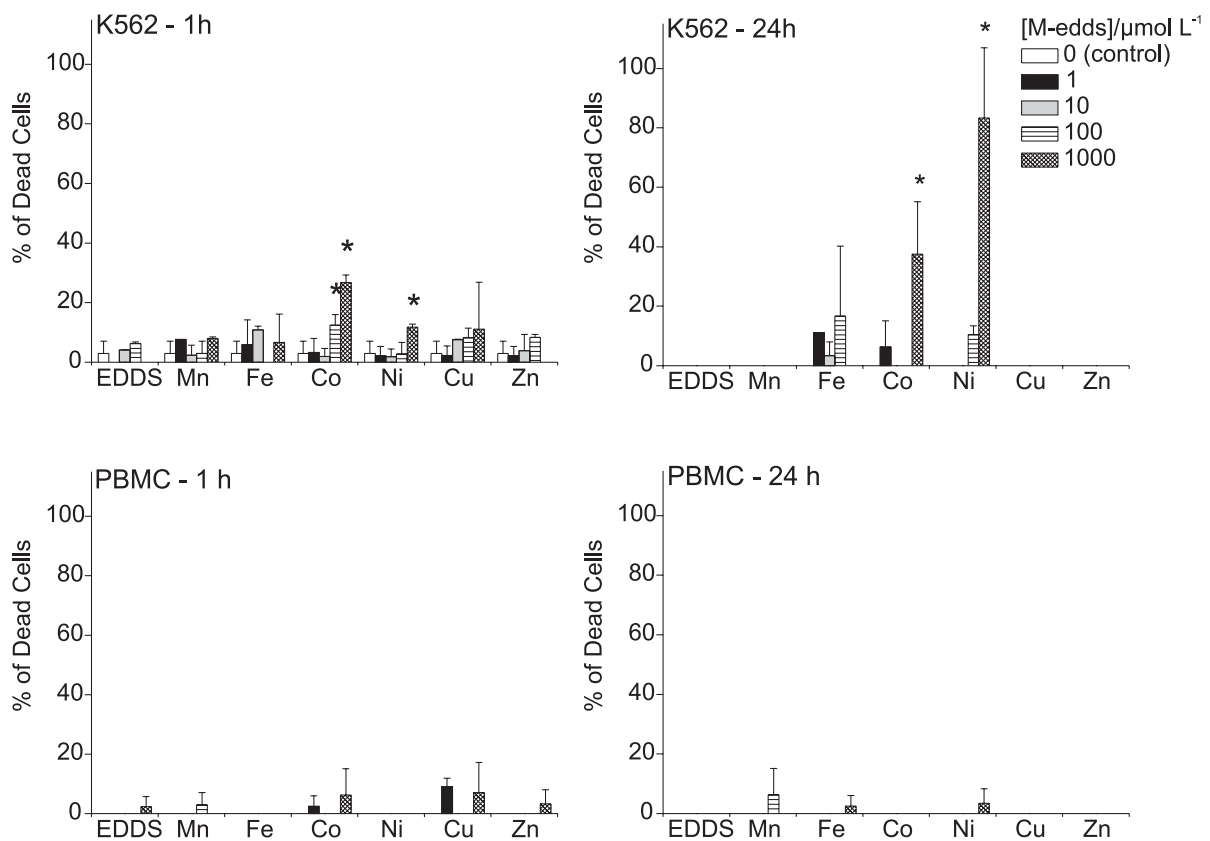 K562 - 1h
100
80
60
40
20
0
% of Dead Cells
* * *
EDDS Mn Fe Co Ni Cu Zn
K562 - 24h
100
80
60
40
20
0
% of Dead Cells
* *
EDDS Mn Fe Co Ni Cu Zn
[M-edds]/µmol L⁻¹
0 (control)
1
10
100
1000
PBMC - 1 h
100
80
60
40
20
0
% of Dead Cells
EDDS Mn Fe Co Ni Cu Zn
PBMC - 24 h
100
80
60
40
20
0
% of Dead Cells
EDDS Mn Fe Co Ni Cu Zn